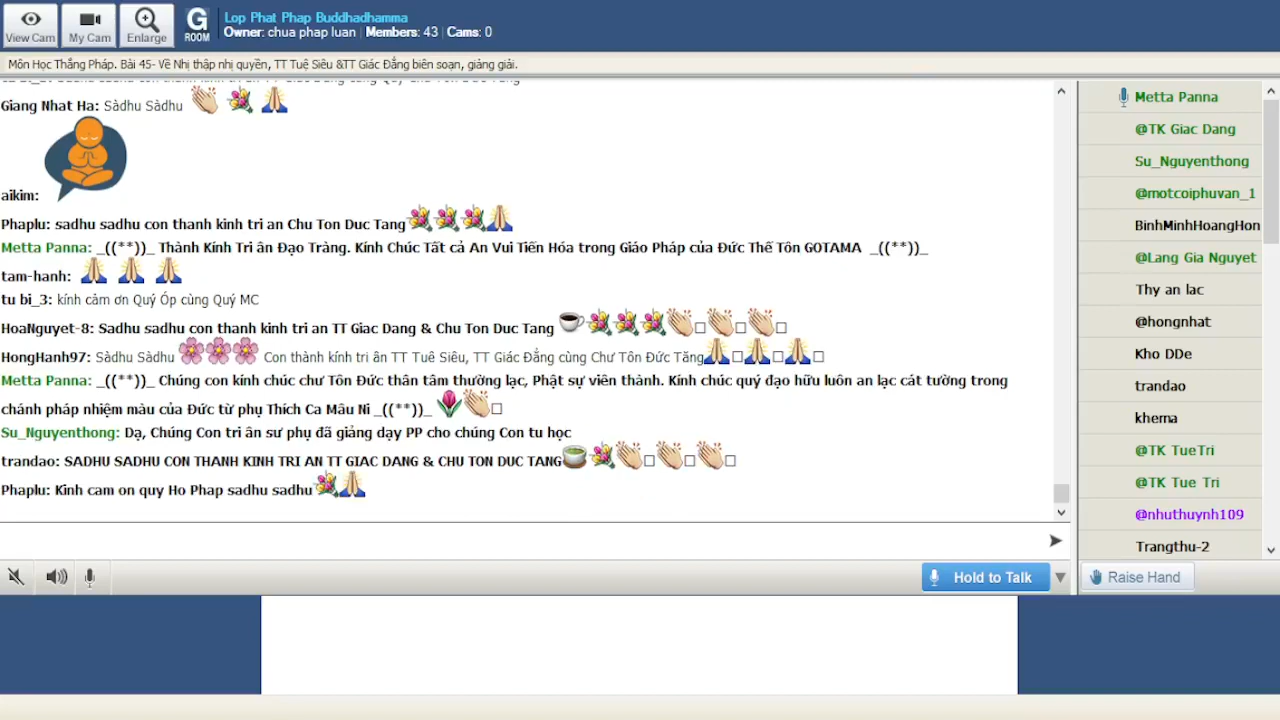 View Cam
My Cam
Enlarge
G
ROOM
Lop Phat Phap Buddhadhamma
Owner: chua phap luan | Members: 43 | Cams: 0
Môn Học Thắng Pháp. Bài 45- Về Nhị thập nhị quyền, TT Tuệ Siêu &TT Giác Đẳng biên soạn, giảng giải.
Giang Nhat Ha: Sàdhu Sàdhu
aikim:
Phaplu: sadhu sadhu con thanh kinh tri an Chu Ton Duc Tang
Metta Panna: _((**))_ Thành Kính Tri ân Đạo Tràng. Kính Chúc Tất cả An Vui Tiến Hóa trong Giáo Pháp của Đức Thế Tôn GOTAMA _((**))_
tam-hanh:
tu bi_3: kính cảm ơn Quý Óp cùng Quý MC
HoaNguyet-8: Sadhu sadhu con thanh kinh tri an TT Giac Dang & Chu Ton Duc Tang
HongHanh97: Sàdhu Sàdhu Con thành kính tri ân TT Tuê Siêu, TT Giác Đẳng cùng Chư Tôn Đức Tăng
Metta Panna: _((**))_ Chúng con kính chúc chư Tôn Đức thân tâm thường lạc, Phật sự viên thành. Kính chúc quý đạo hữu luôn an lạc cát tường trong
chánh pháp nhiệm màu của Đức từ phụ Thích Ca Mâu Ni _((**))_
Su_Nguyenthong: Dạ, Chúng Con tri ân sư phụ đã giảng dạy PP cho chúng Con tu học
trandao: SADHU SADHU CON THANH KINH TRI AN TT GIAC DANG & CHU TON DUC TANG
Phaplu: Kinh cam on quy Ho Phap sadhu sadhu
Hold to Talk
Metta Panna
@TK Giac Dang
Su_Nguyenthong
@motcoiphuvan_1
BinhMinhHoangHon
@Lang Gia Nguyet
Thy an lac
@hongnhat
Kho DDe
trandao
khema
@TK TueTri
@TK Tue Tri
@nhuthuynh109
Trangthu-2
Raise Hand